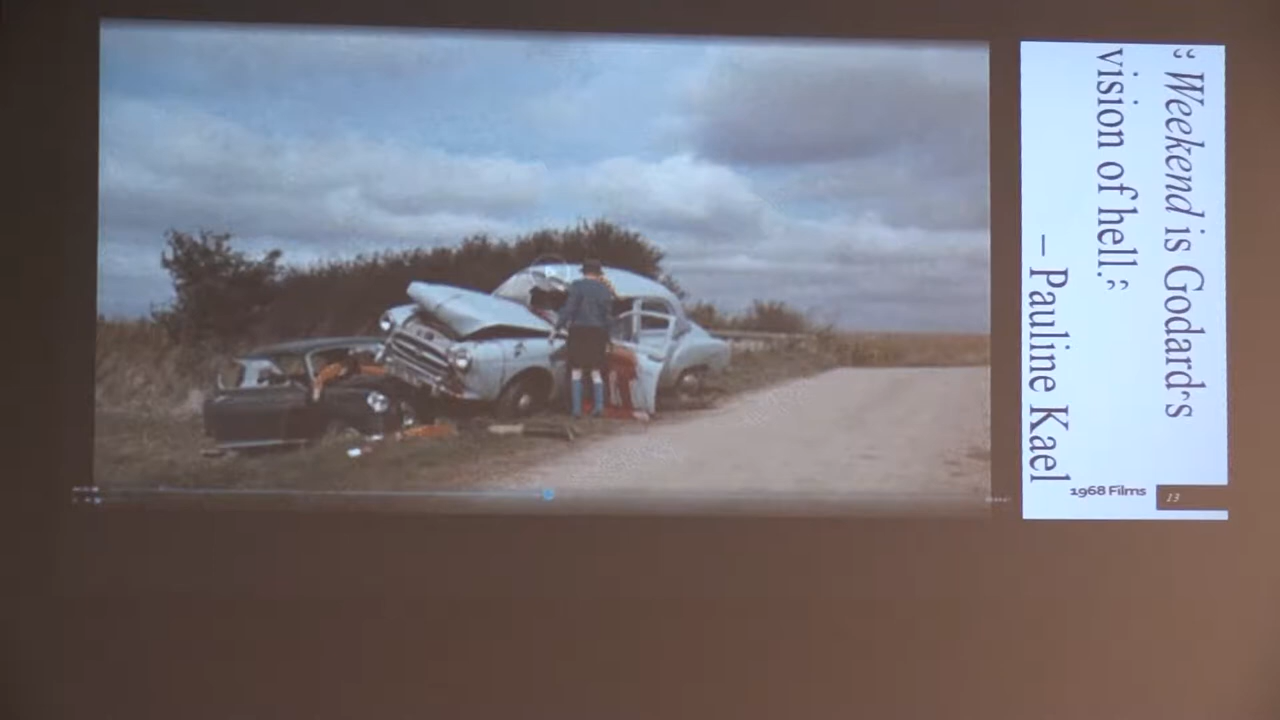 “Weekend is Godard's
vision of hell.”
– Pauline Kael
1968 Films
13